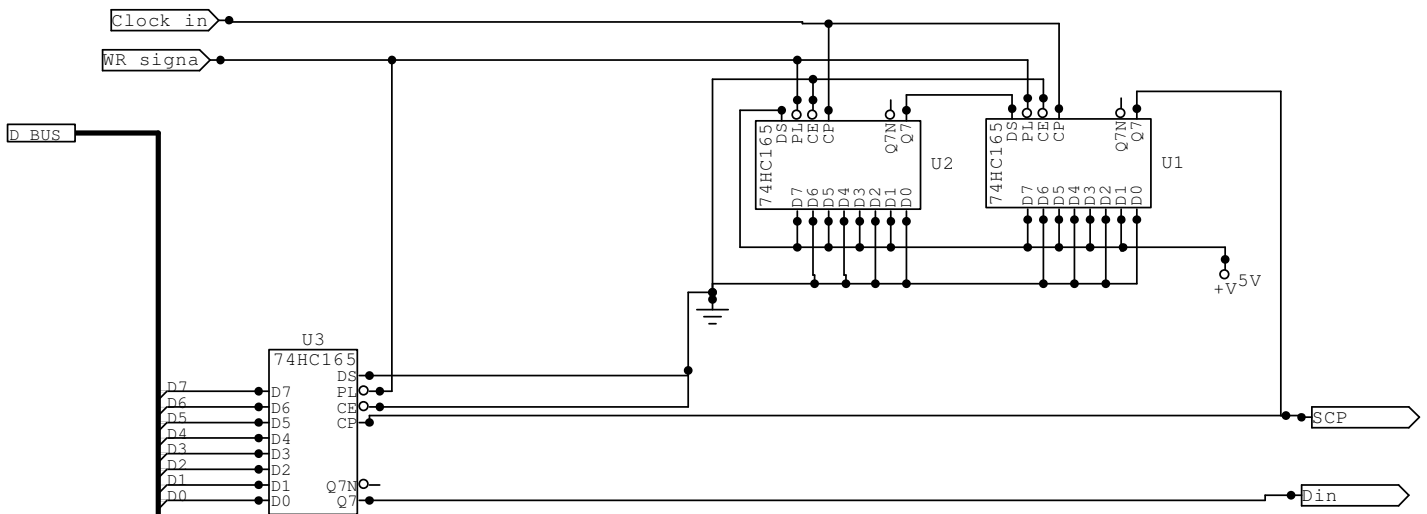 Clock in
WR signa
D BUS
DS
PL
CE
CP
Q7N
Q7
74HC165
U2
D7
D6
D5
D4
D3
D2
D1
D0
DS
PL
CE
CP
Q7N
Q7
74HC165
U1
D7
D6
D5
D4
D3
D2
D1
D0
+V
5V
U3
74HC165
DS
D7 D7 PL
D6 D6 CE
D5 D5 CP
D4 D4
D3 D3
D2 D2
D1 D1 Q7N
D0 D0 Q7
SCP
Din